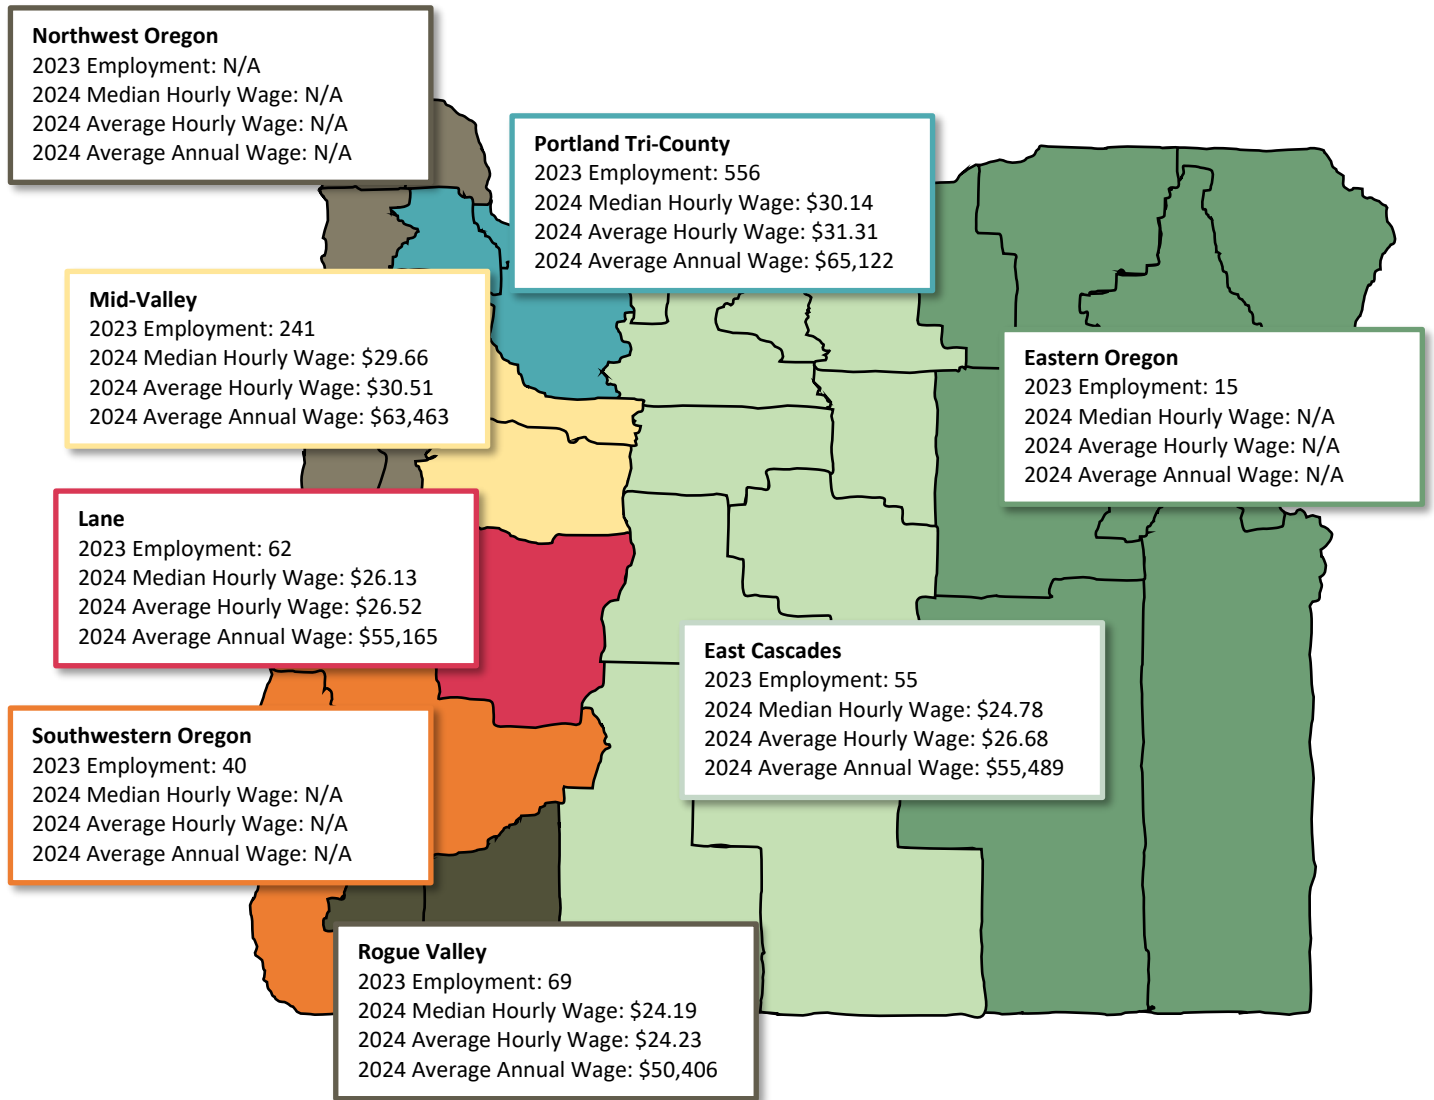 Northwest Oregon
2023 Employment: N/A
2024 Median Hourly Wage: N/A
2024 Average Hourly Wage: N/A
2024 Average Annual Wage: N/A
Portland Tri-County
2023 Employment: 556
2024 Median Hourly Wage: $30.14
2024 Average Hourly Wage: $31.31
2024 Average Annual Wage: $65,122
Mid-Valley
2023 Employment: 241
2024 Median Hourly Wage: $29.66
2024 Average Hourly Wage: $30.51
2024 Average Annual Wage: $63,463
Eastern Oregon
2023 Employment: 15
2024 Median Hourly Wage: N/A
2024 Average Hourly Wage: N/A
2024 Average Annual Wage: N/A
Lane
2023 Employment: 62
2024 Median Hourly Wage: $26.13
2024 Average Hourly Wage: $26.52
2024 Average Annual Wage: $55,165
East Cascades
2023 Employment: 55
2024 Median Hourly Wage: $24.78
2024 Average Hourly Wage: $26.68
2024 Average Annual Wage: $55,489
Southwestern Oregon
2023 Employment: 40
2024 Median Hourly Wage: N/A
2024 Average Hourly Wage: N/A
2024 Average Annual Wage: N/A
Rogue Valley
2023 Employment: 69
2024 Median Hourly Wage: $24.19
2024 Average Hourly Wage: $24.23
2024 Average Annual Wage: $50,406